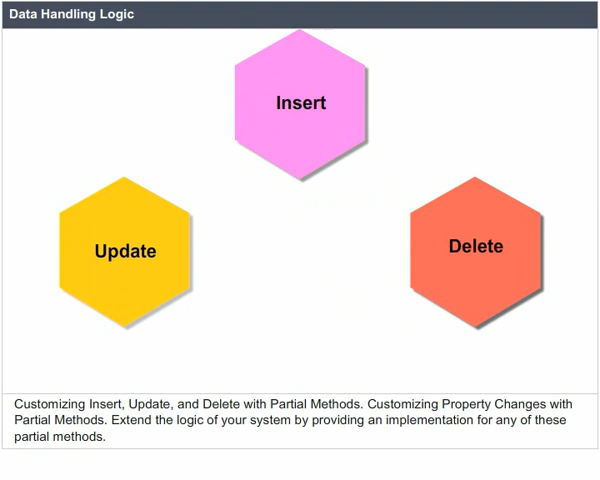 Data Handling Logic
Insert
Update
Delete
Customizing Insert, Update, and Delete with Partial Methods. Customizing Property Changes with
Partial Methods. Extend the logic of your system by providing an implementation for any of these
partial methods.